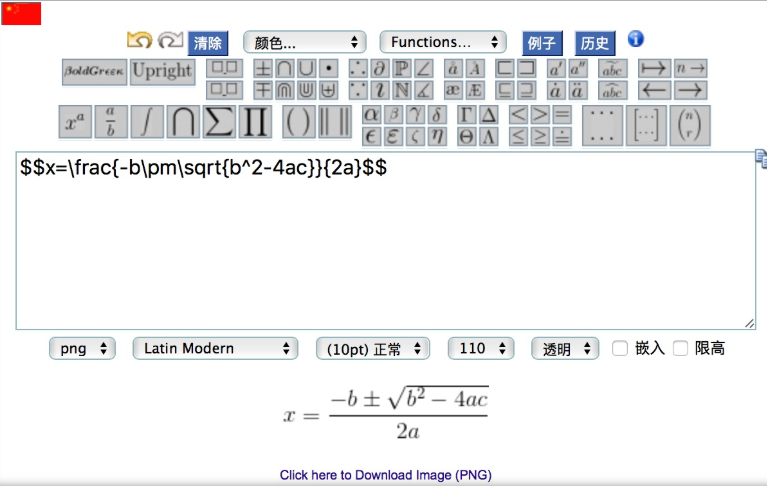 清除 颜色... Functions... 例子 历史
BoldGreek Upright
$$x=\frac{-b\pm\sqrt{b^2-4ac}}{2a}$$
png Latin Modern (10pt) 正常 110 透明 嵌入 限高
x = \frac{-b \pm \sqrt{b^2 - 4ac}}{2a}
Click here to Download Image (PNG)